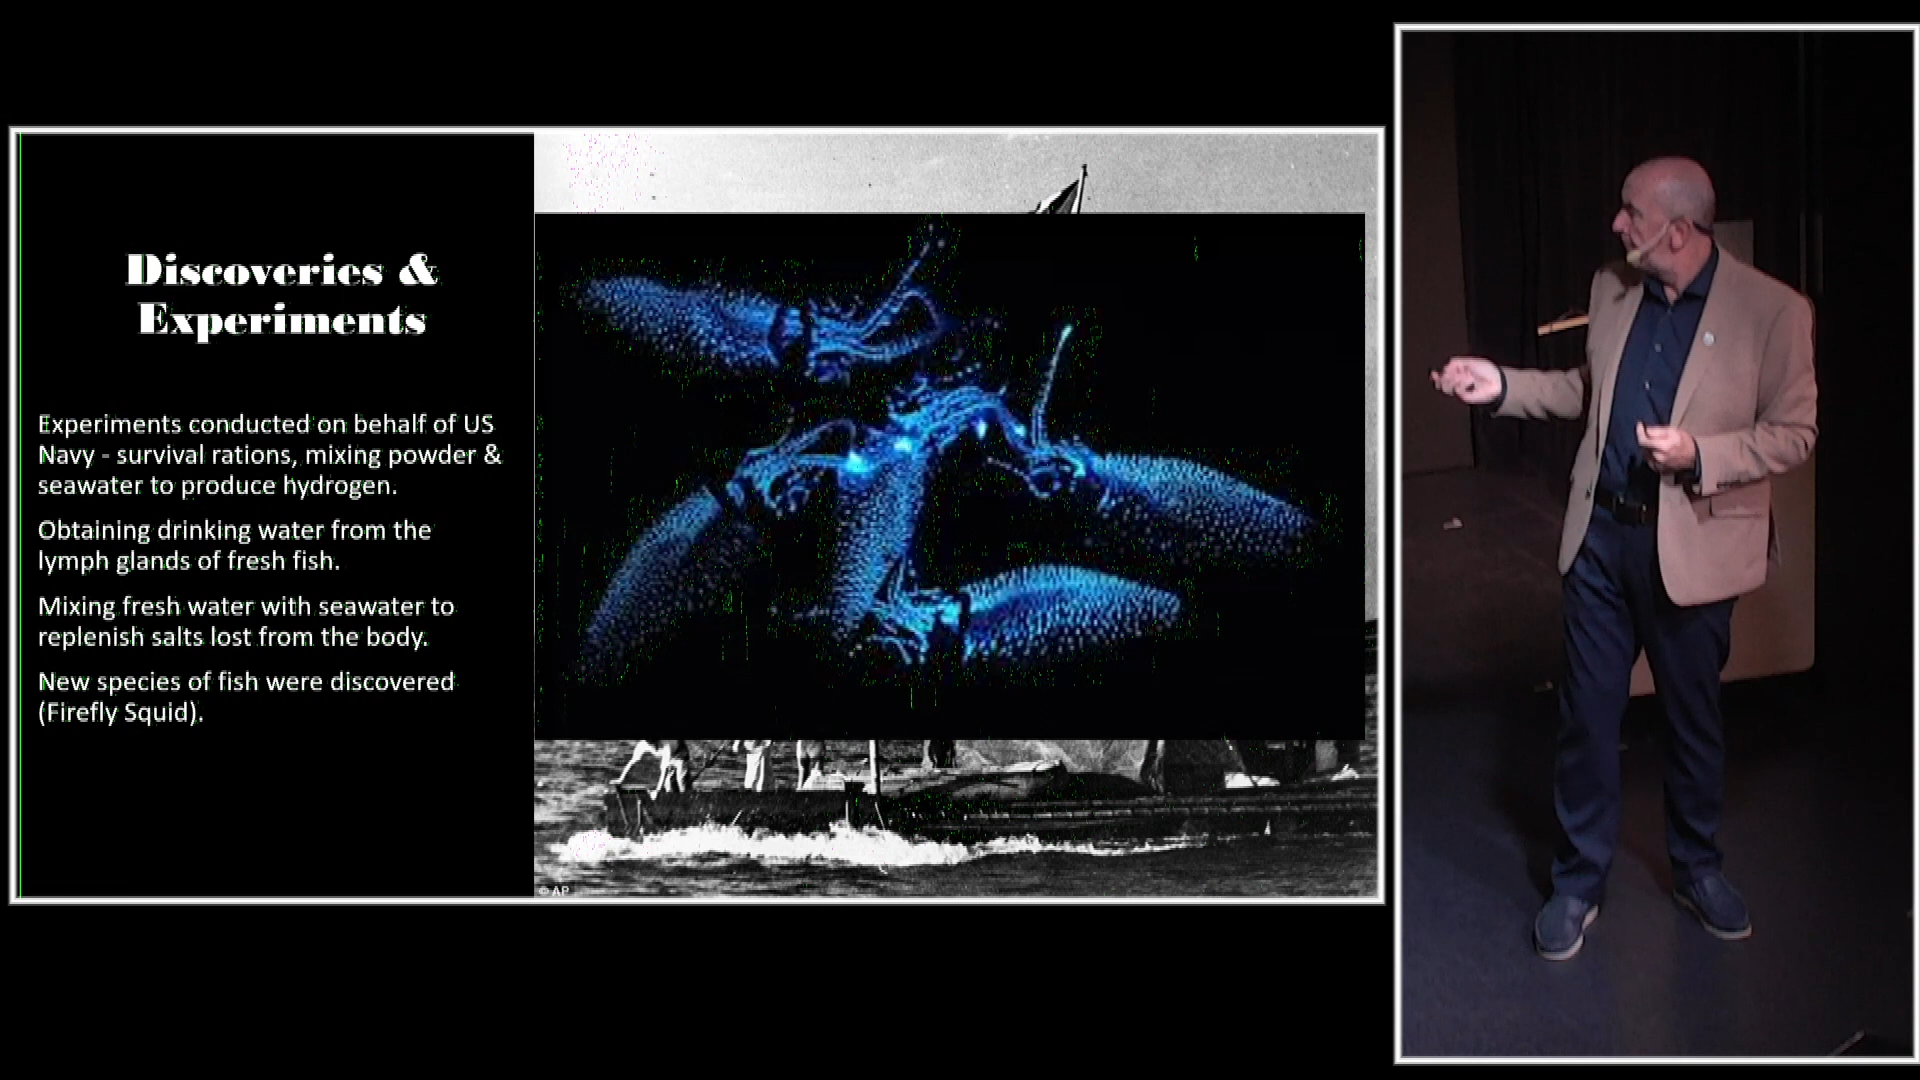 Discoveries &
Experiments
Experiments conducted on behalf of US
Navy - survival rations, mixing powder &
seawater to produce hydrogen.
Obtaining drinking water from the
lymph glands of fresh fish.
Mixing fresh water with seawater to
replenish salts lost from the body.
New species of fish were discovered
(Firefly Squid).
© AP